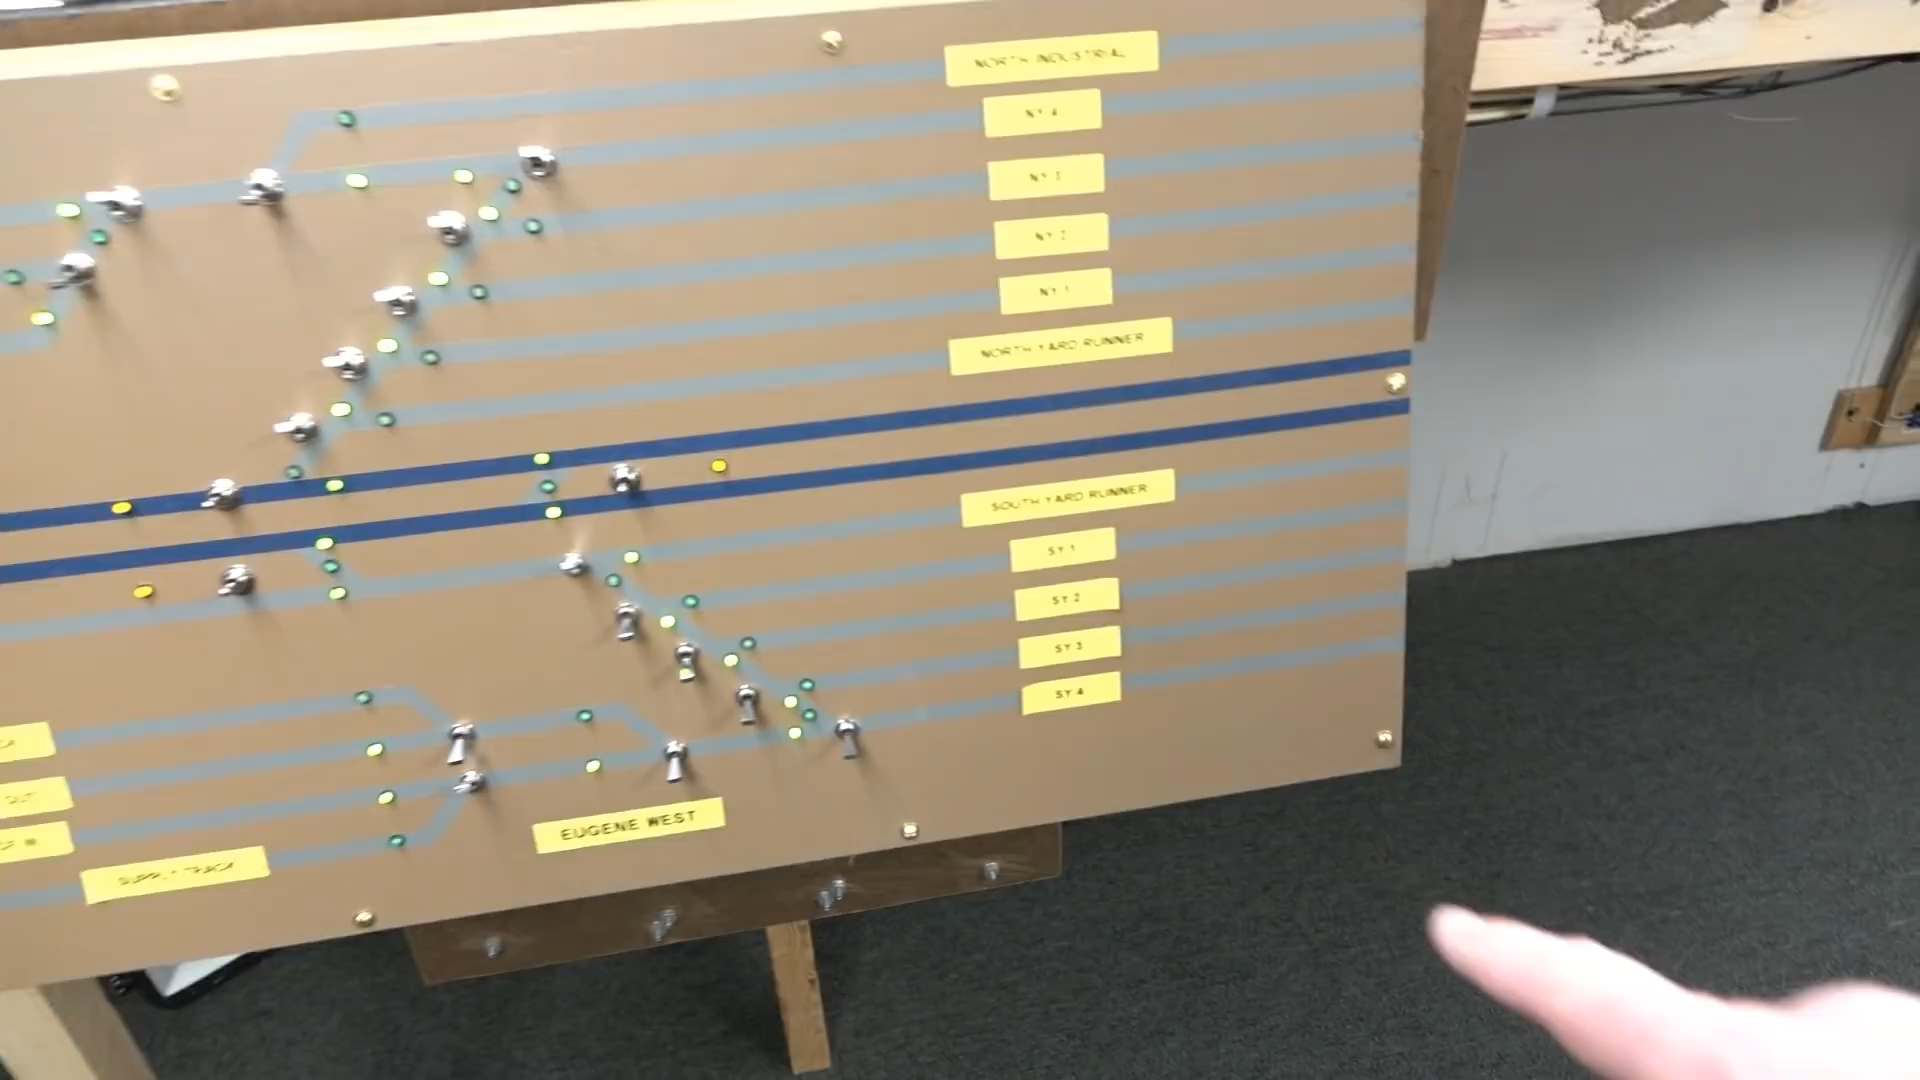 NORTH INDUSTRIAL
NY 4
NY 3
NY 2
NY 1
NORTH YARD RUNNER
SOUTH YARD RUNNER
SY 1
SY 2
SY 3
SY 4
EUGENE WEST
SUPPLY TRACK